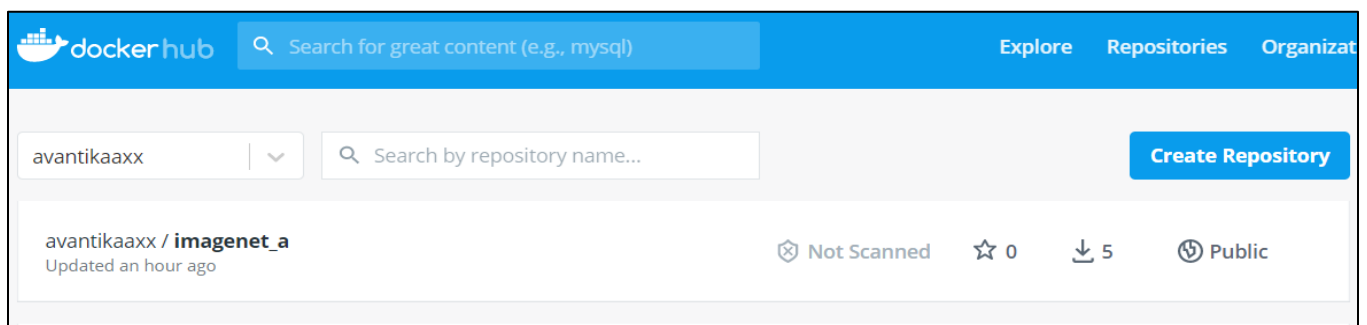 dockerhub Search for great content (e.g., mysql) Explore Repositories Organizat
avantikaaxx Search by repository name... Create Repository
avantikaaxx / imagenet_a Not Scanned 0 5 Public
Updated an hour ago